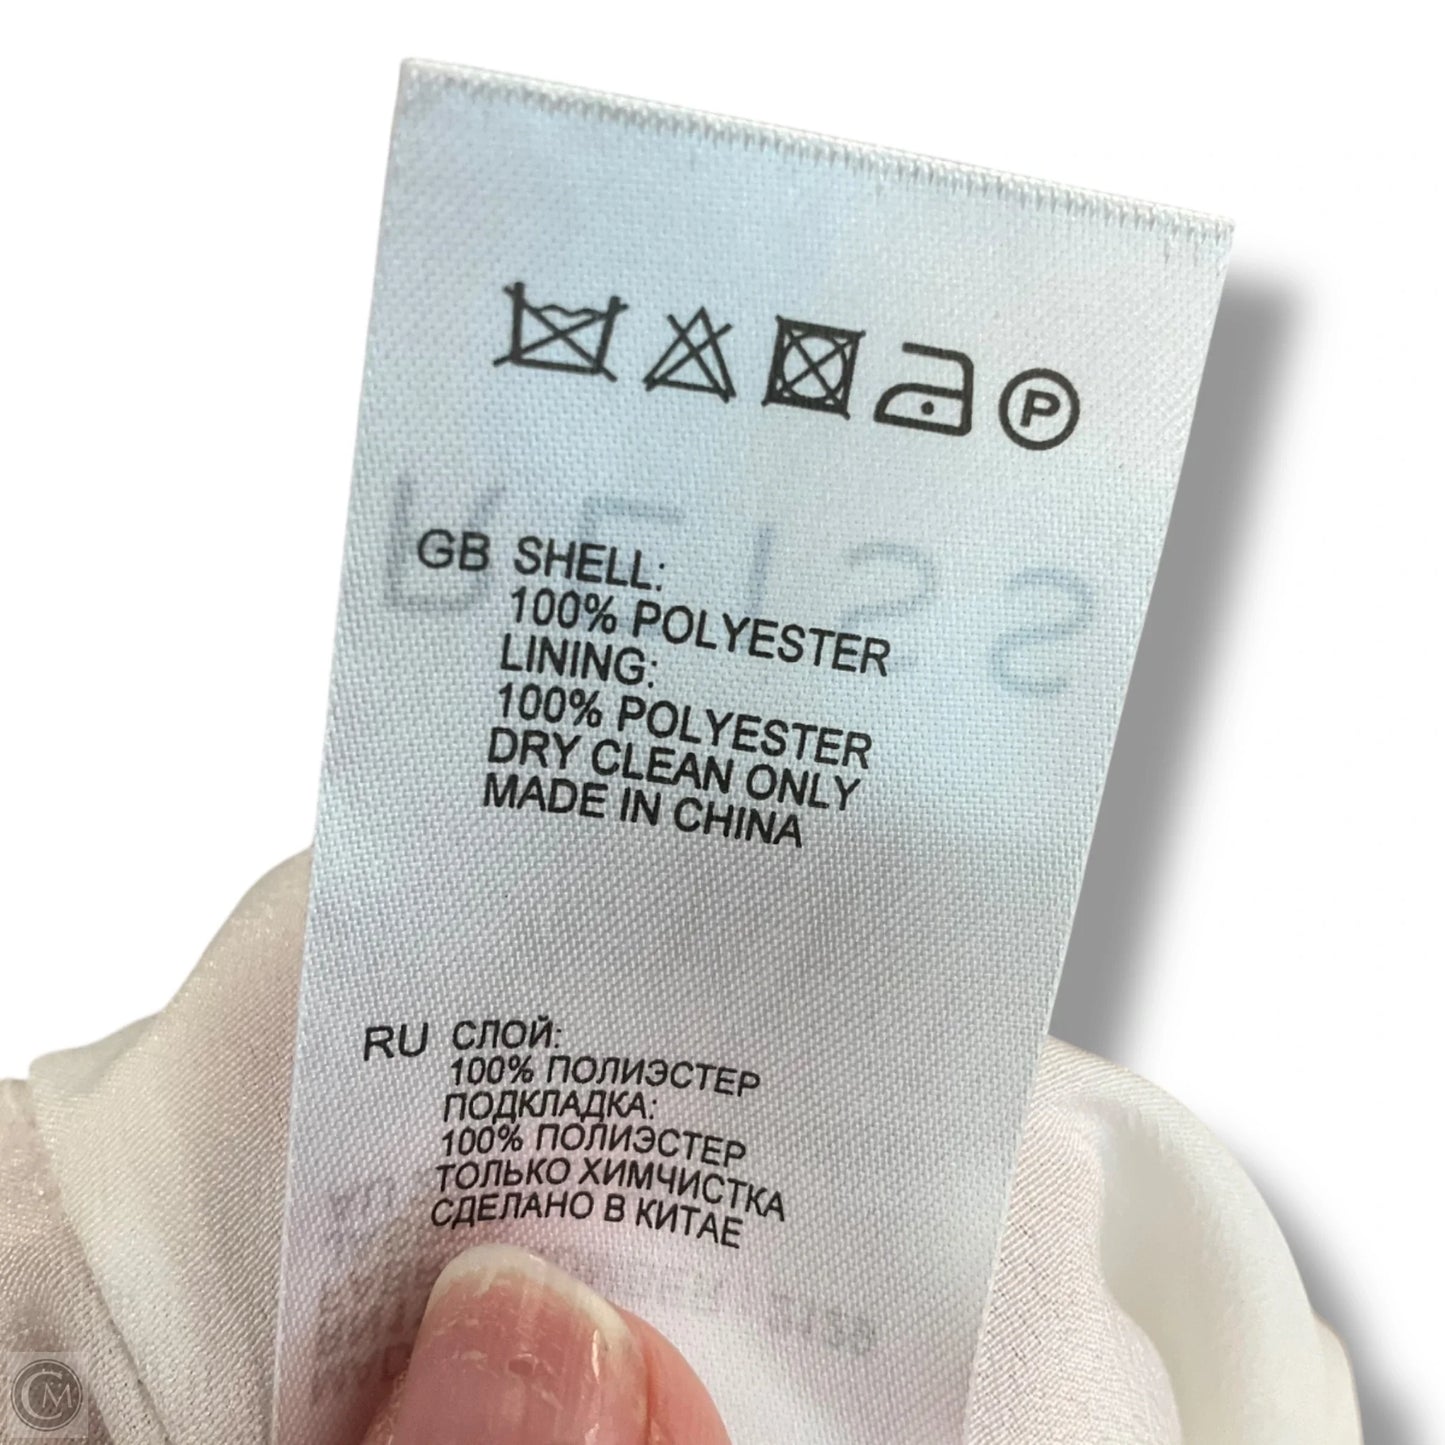 P
GB SHELL:
100% POLYESTER
LINING:
100% POLYESTER
DRY CLEAN ONLY
MADE IN CHINA
RU СЛОЙ:
100% ПОЛИЭСТЕР
ПОДКЛАДКА:
100% ПОЛИЭСТЕР
ТОЛЬКО ХИМЧИСТКА
СДЕЛАНО В КИТАЕ
CM